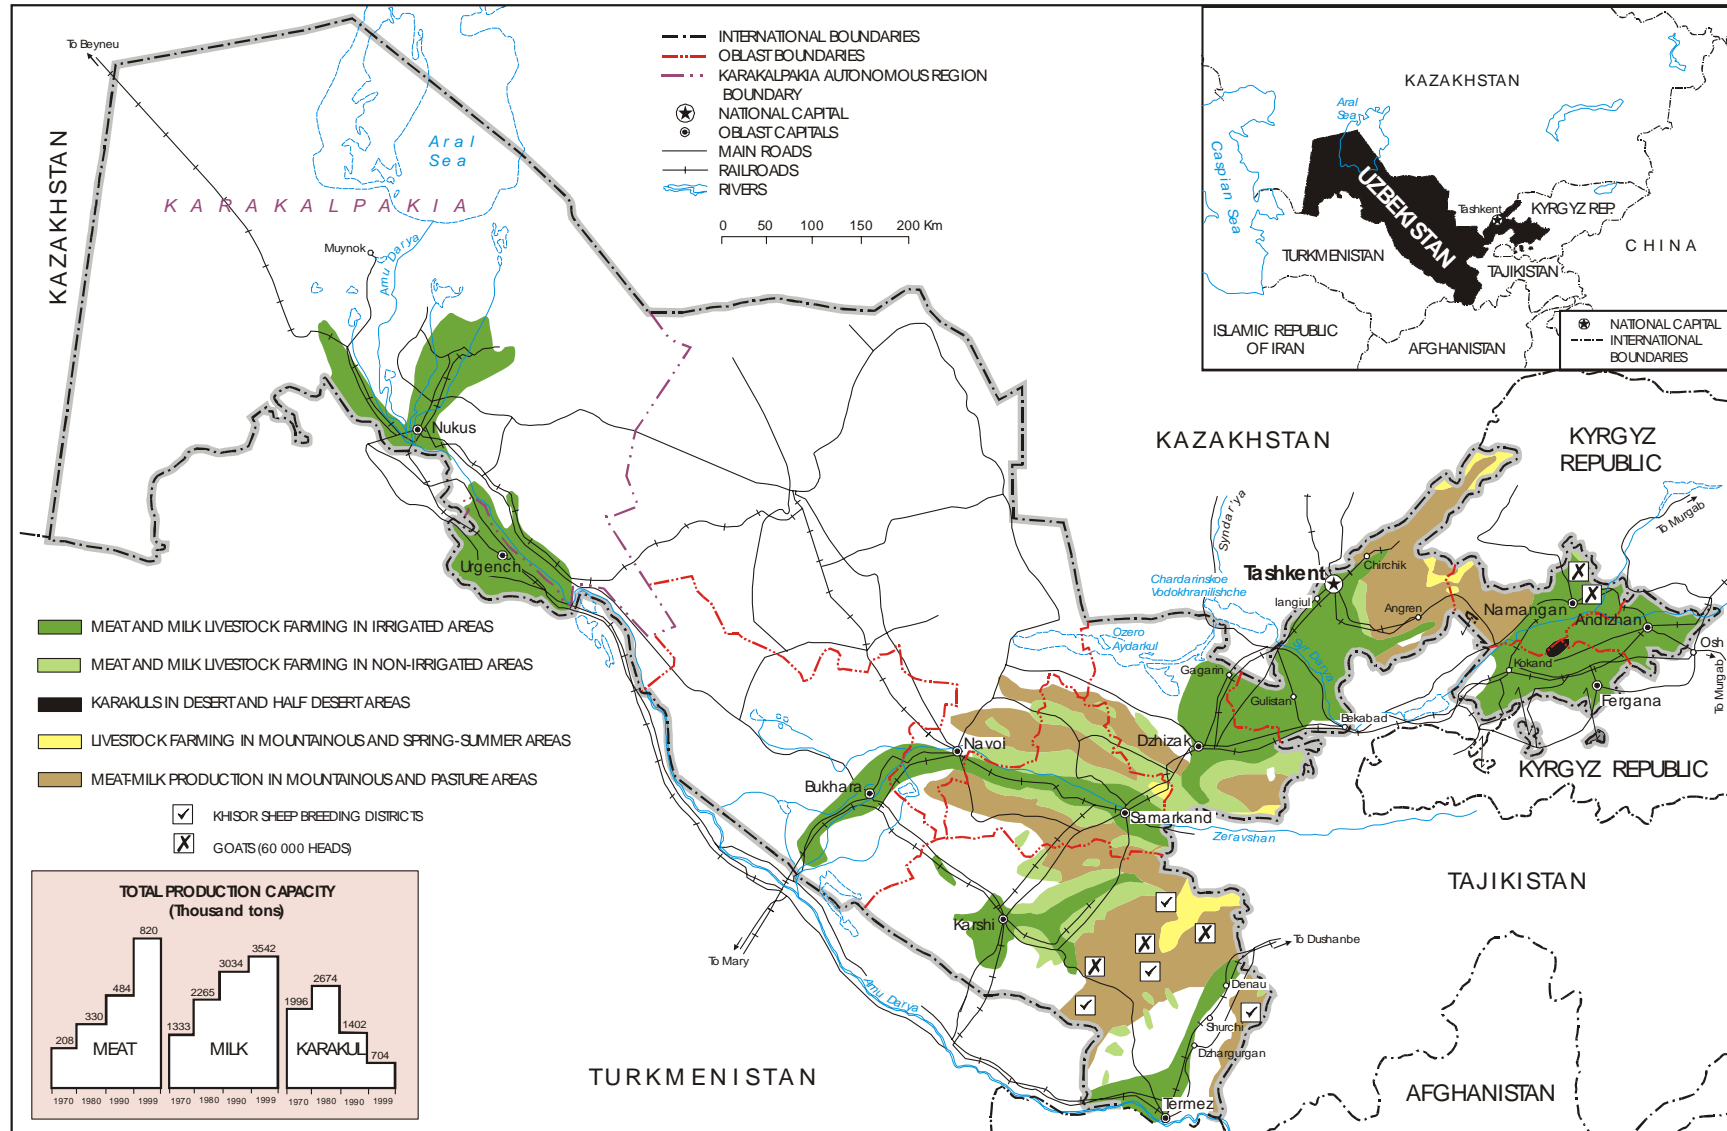 To Beyneu
KAZAKHSTAN
KARAKALPAKIA
Aral
Sea
Muynok
Amu Darya
Nukus
Urgench
INTERNATIONAL BOUNDARIES
OBLAST BOUNDARIES
KARAKALPAKIA AUTONOMOUS REGION
BOUNDARY
NATIONAL CAPITAL
OBLAST CAPITALS
MAIN ROADS
RAILROADS
RIVERS
0 50 100 150 200 Km
KAZAKHSTAN
Aral
Sea
Caspian Sea
UZBEKISTAN
Tashkent
KYRGYZ REP.
CHINA
TURKMENISTAN
TAJIKISTAN
ISLAMIC REPUBLIC
OF IRAN
AFGHANISTAN
NATIONAL CAPITAL
INTERNATIONAL
BOUNDARIES
KAZAKHSTAN
KYRGYZ
REPUBLIC
Syndar'ya
Chardarinskoe
Vodokhranilishche
Ozero
Aydarkul
Tashkent
Iangiul
Chirchik
Angren
Syr Darya
To Murgab
Namangan
Andizhan
Osh
Kokand
Fergana
To Murgab
Gagarin
Gulistan
Bekabad
Dzhizak
KYRGYZ REPUBLIC
Navoi
Bukhara
Samarkand
Zeravshan
TAJIKISTAN
Karshi
To Mary
Amu Darya
To Dushanbe
Denau
Shurchi
Dzhargurgan
Termez
TURKMENISTAN
AFGHANISTAN
MEAT AND MILK LIVESTOCK FARMING IN IRRIGATED AREAS
MEAT AND MILK LIVESTOCK FARMING IN NON-IRRIGATED AREAS
KARAKULS IN DESERT AND HALF DESERT AREAS
LIVESTOCK FARMING IN MOUNTAINOUS AND SPRING-SUMMER AREAS
MEAT-MILK PRODUCTION IN MOUNTAINOUS AND PASTURE AREAS
KHISOR SHEEP BREEDING DISTRICTS
GOATS (60 000 HEADS)
TOTAL PRODUCTION CAPACITY
(Thousand tons)
208 330 484 820
MEAT
1970 1980 1990 1999
1333 2265 3034 3542
MILK
1970 1980 1990 1999
1996 2674 1402 704
KARAKUL
1970 1980 1990 1999